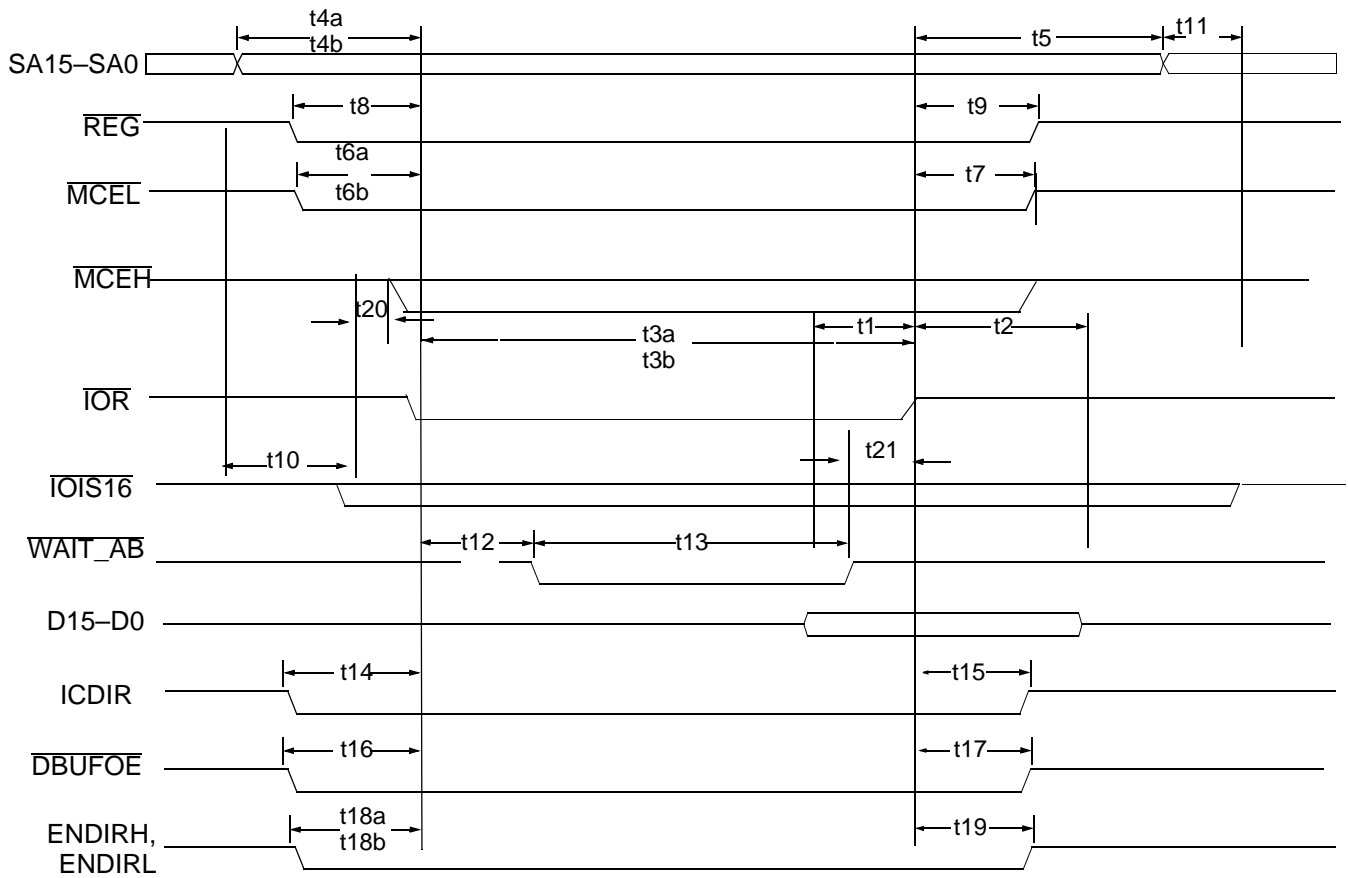 t4a
t4b
t5
t11
SA15–SA0
t8
t9
REG
t6a
t6b
t7
MCEL
MCEH
t20
t1
t2
t3a
t3b
IOR
t21
t10
IOIS16
t12
t13
WAIT_AB
D15–D0
t14
t15
ICDIR
t16
t17
DBUFOE
t18a
t18b
t19
ENDIRH,
ENDIRL